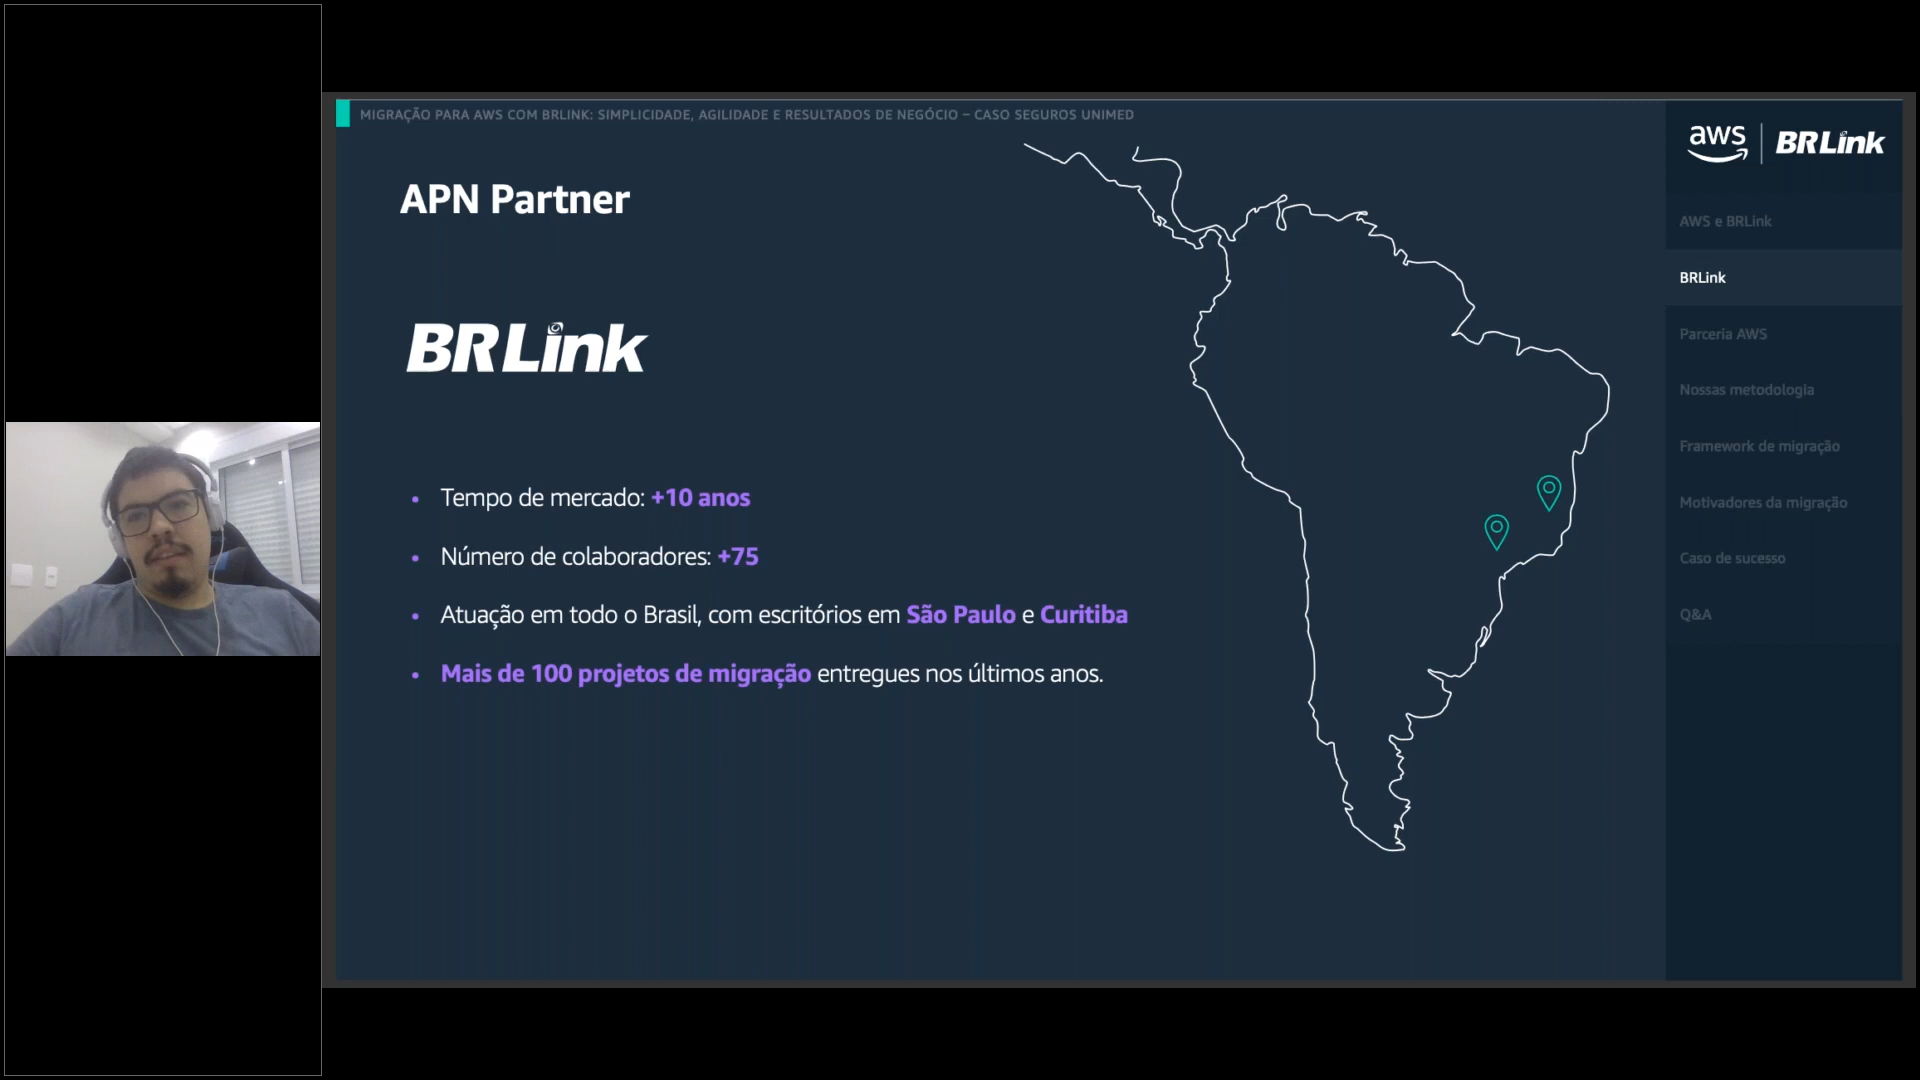 MIGRAÇÃO PARA AWS COM BRLINK: SIMPLICIDADE, AGILIDADE E RESULTADOS DE NEGÓCIO – CASO SEGUROS UNIMED
APN Partner
BRLink
• Tempo de mercado: +10 anos
• Número de colaboradores: +75
• Atuação em todo o Brasil, com escritórios em São Paulo e Curitiba
• Mais de 100 projetos de migração entregues nos últimos anos.
aws | BRLink
AWS e BRLink
BRLink
Parceria AWS
Nossas metodologia
Framework de migração
Motivadores da migração
Caso de sucesso
Q&A